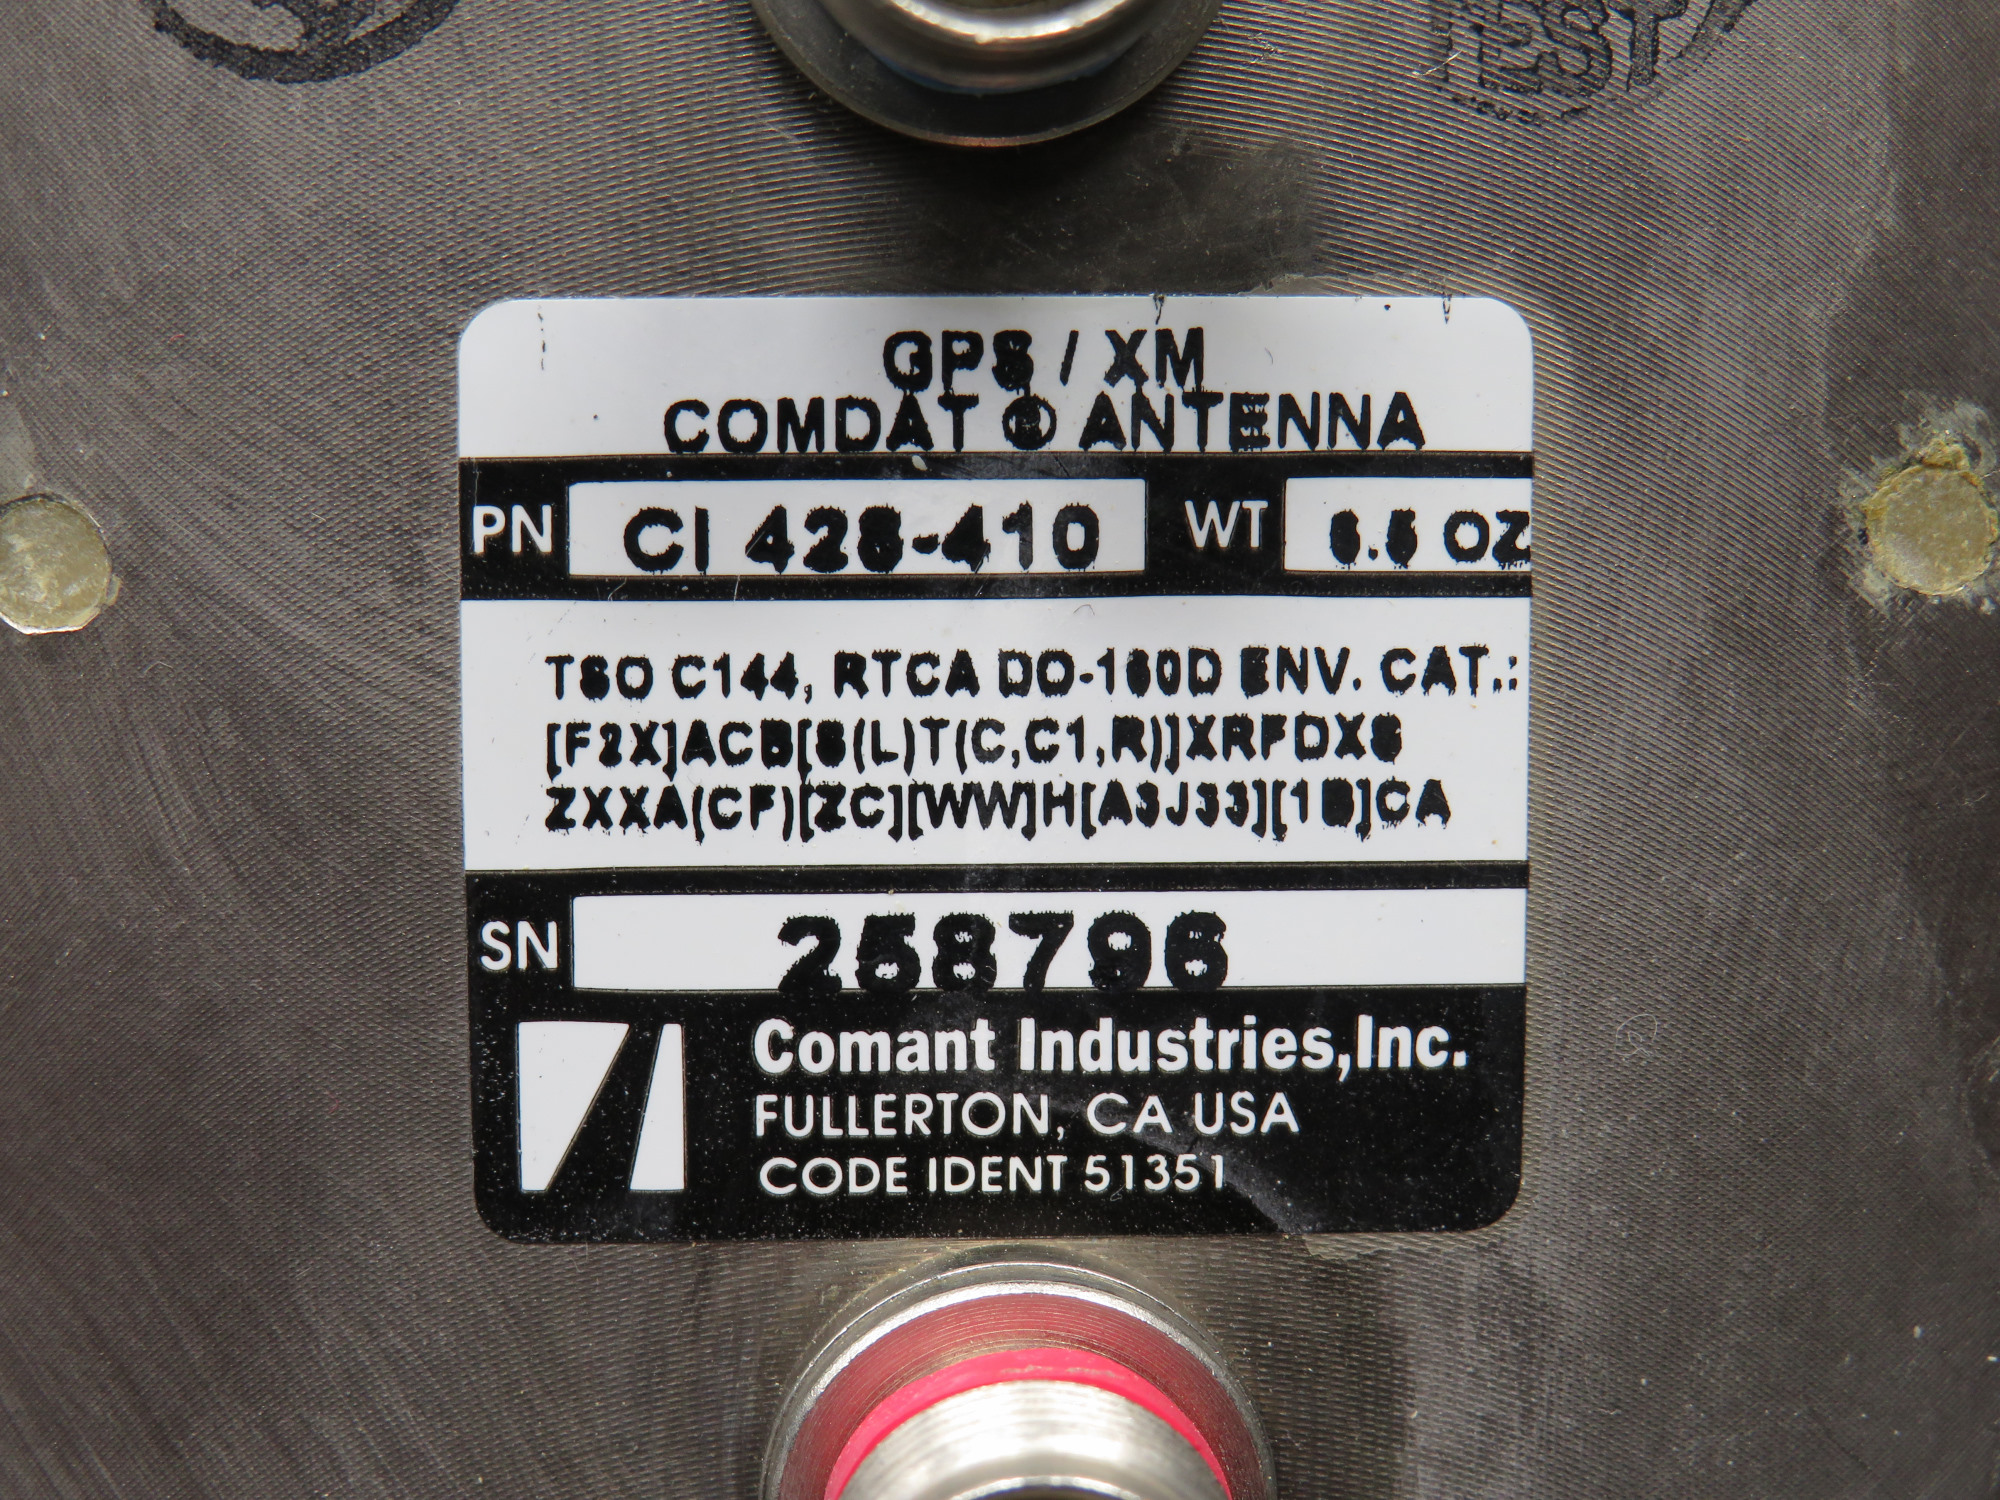 TEST
GPS / XM
COMDAT ® ANTENNA
PN CI 428-410 WT OZ
TSO C144, RTCA DO-160D ENV. CAT.:
[F2X]ACB[S(L)T(C,C1,R)]XRFDXS
ZXXA(CF)[ZC][WW]H[A3J33][1B]CA
SN 258796
Comant Industries,Inc.
FULLERTON, CA USA
CODE IDENT 51351